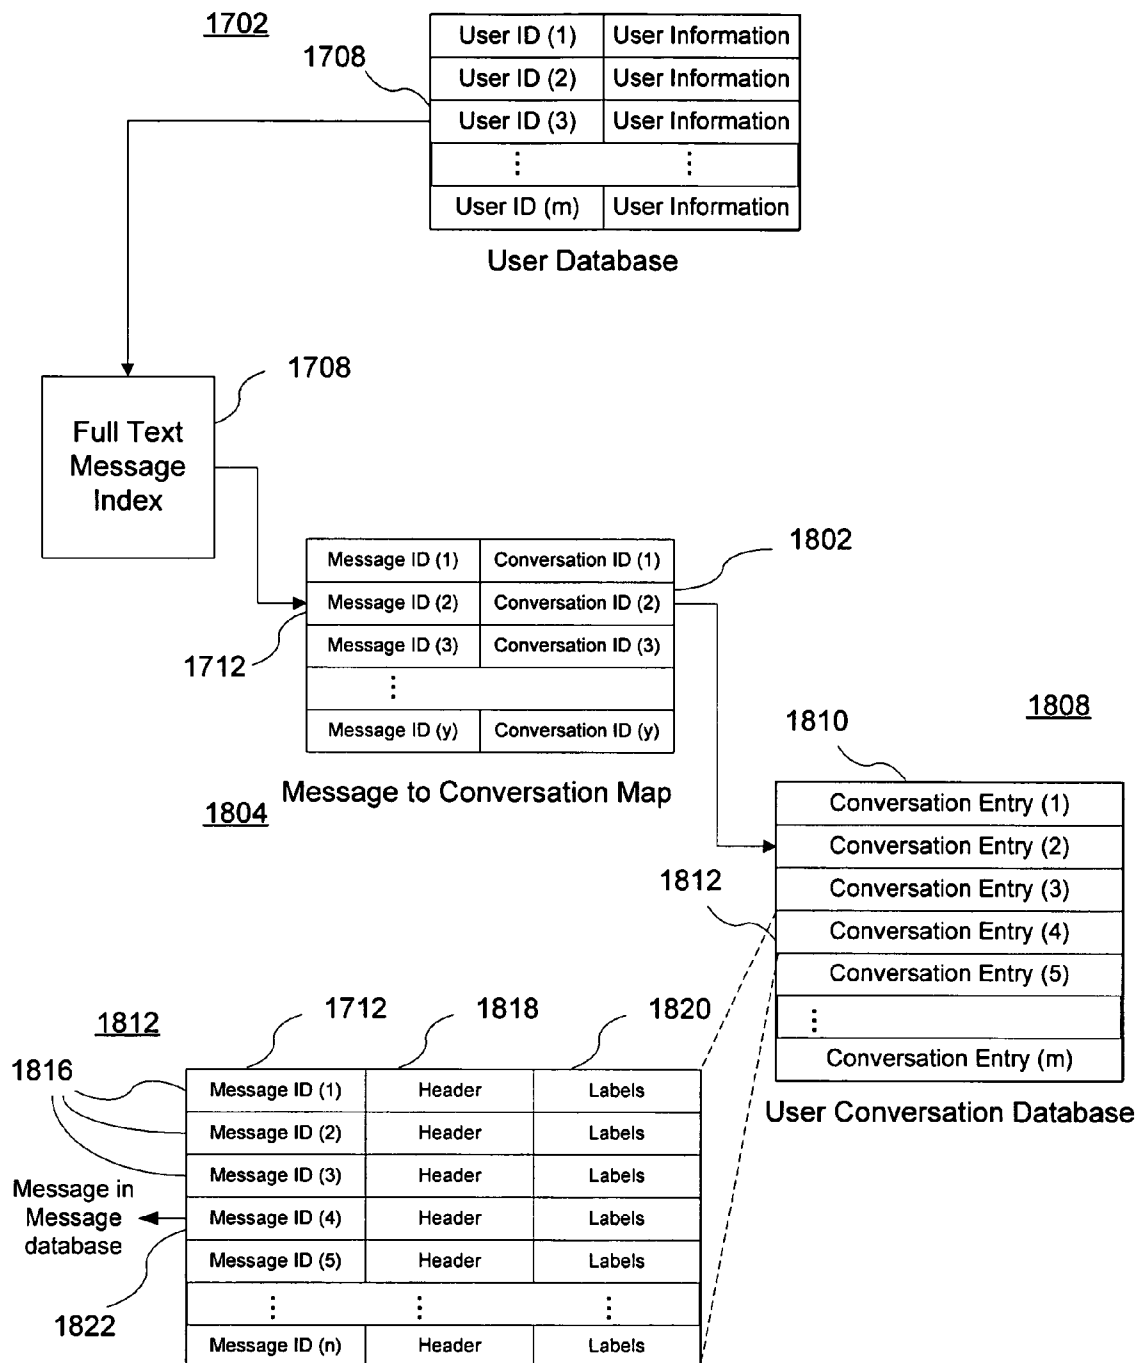 1702
User ID (1) User Information
1708
User ID (2) User Information
User ID (3) User Information
⋮ ⋮
User ID (m) User Information
User Database
1708
Full Text
Message
Index
1802
Message ID (1) Conversation ID (1)
Message ID (2) Conversation ID (2)
Message ID (3) Conversation ID (3)
1712
⋮
Message ID (y) Conversation ID (y)
Message to Conversation Map
1804
1808
1810
Conversation Entry (1)
Conversation Entry (2)
1812
Conversation Entry (3)
Conversation Entry (4)
Conversation Entry (5)
⋮
Conversation Entry (m)
User Conversation Database
1812
1712 1818 1820
1816
Message ID (1) Header Labels
Message ID (2) Header Labels
Message ID (3) Header Labels
Message in
Message
database
Message ID (4) Header Labels
Message ID (5) Header Labels
1822
⋮ ⋮ ⋮
Message ID (n) Header Labels